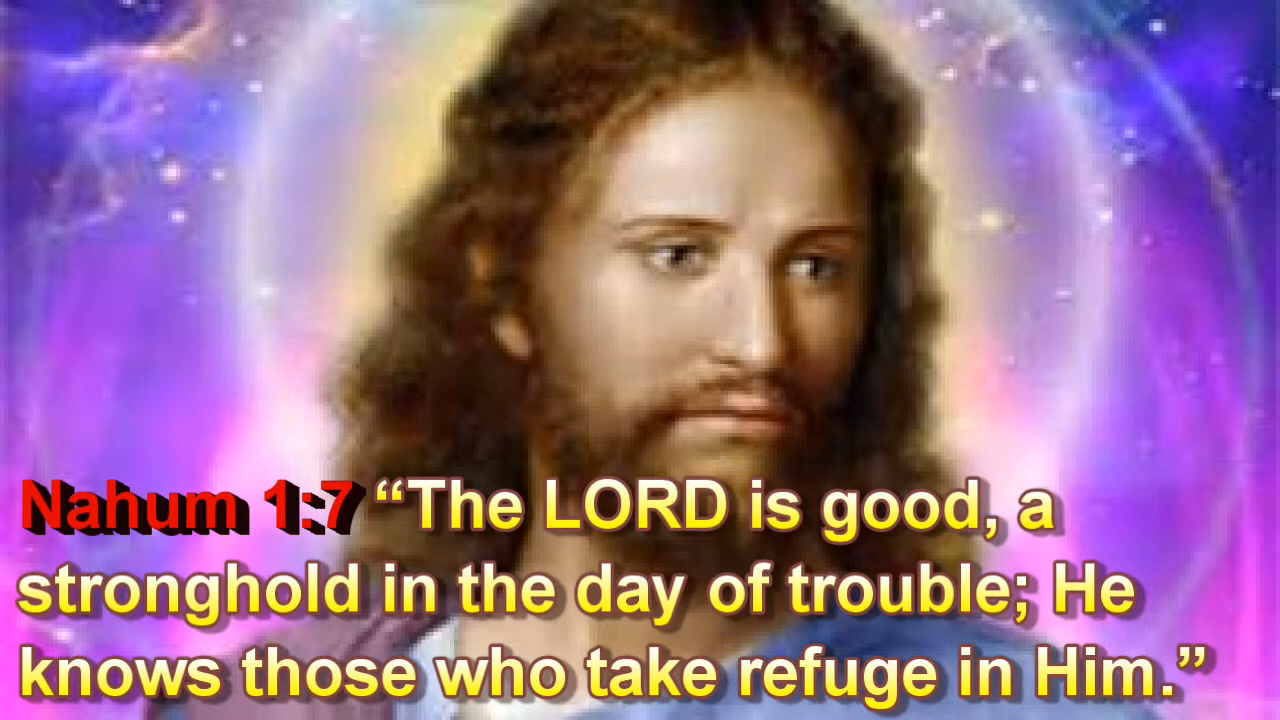 Nahum 1:7 “The LORD is good, a
stronghold in the day of trouble; He
knows those who take refuge in Him.”